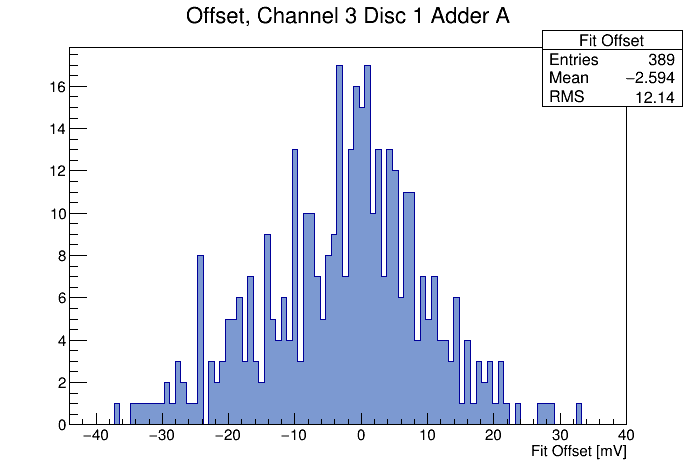 Offset, Channel 3 Disc 1 Adder A
Fit Offset
Entries 389
Mean −2.594
RMS 12.14
16
14
12
10
8
6
4
2
0
−40 −30 −20 −10 0 10 20 30 40
Fit Offset [mV]